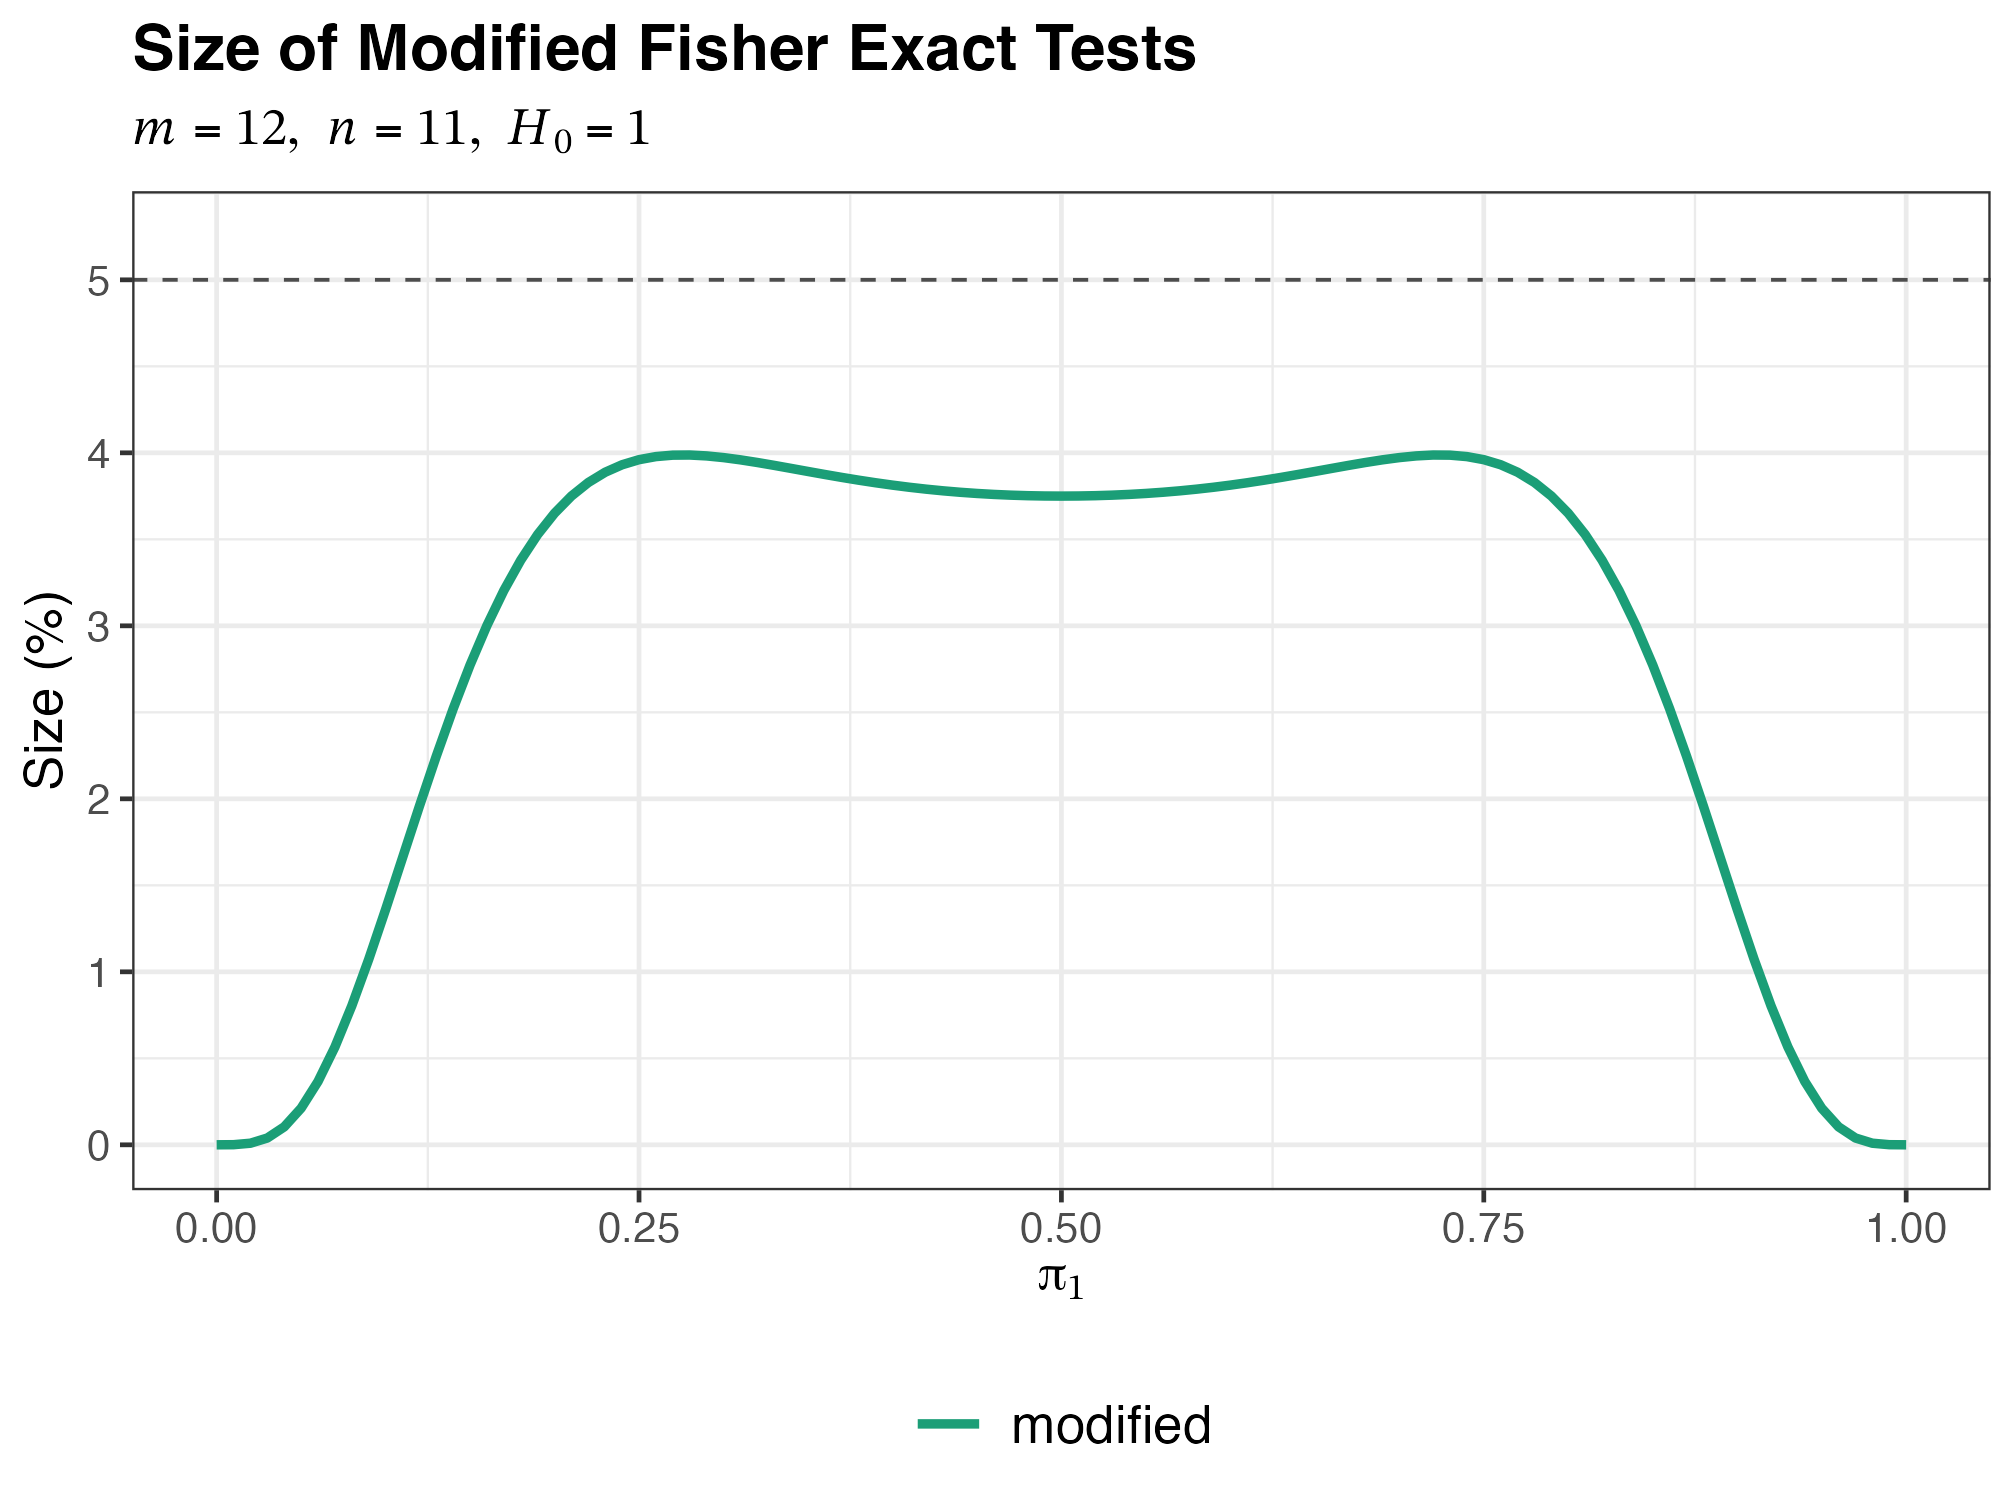 Size of Modified Fisher Exact Tests
m = 12, n = 11, H₀ = 1
Size (%)
5
4
3
2
1
0
0.00 0.25 0.50 0.75 1.00
π₁
modified